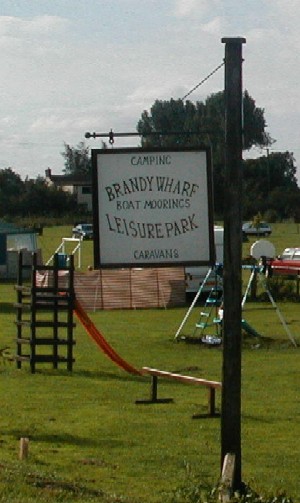 CAMPING
BRANDY WHARF
BOAT MOORINGS
LEISURE PARK
CARAVANS